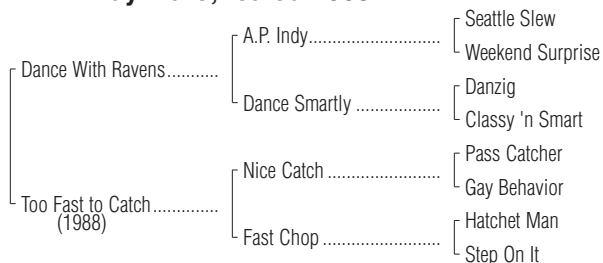 Seattle Slew
A.P. Indy
Weekend Surprise
Dance With Ravens
Danzig
Dance Smartly
Classy 'n Smart
Pass Catcher
Nice Catch
Gay Behavior
Too Fast to Catch
(1988)
Hatchet Man
Fast Chop
Step On It